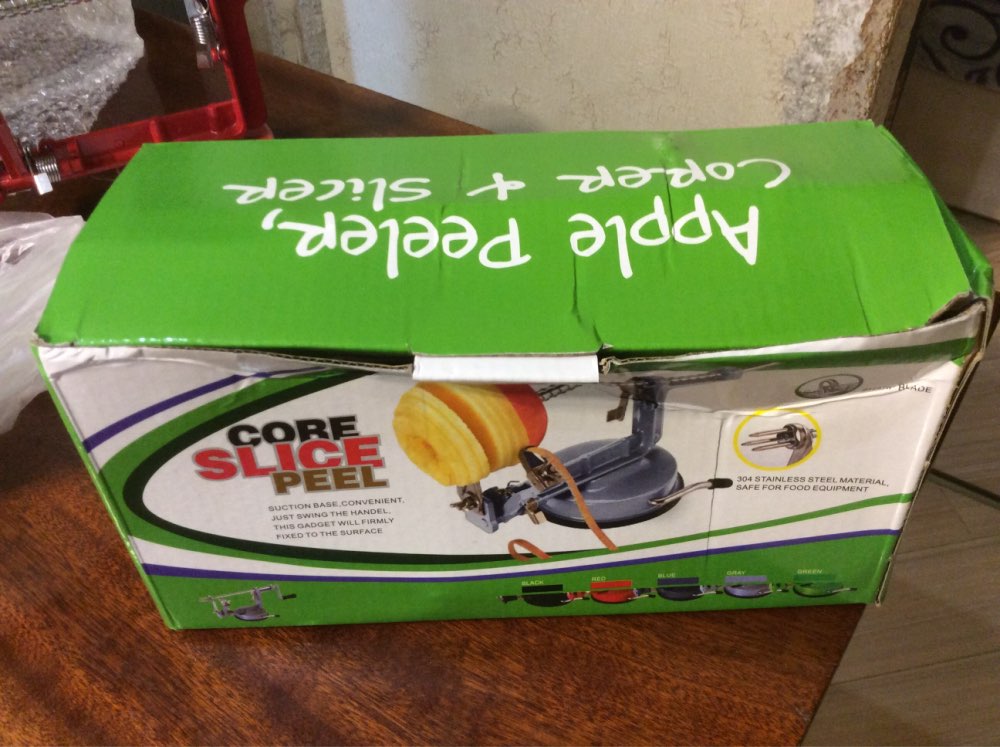 Apple Peeler,
Corer & Slicer
CORE
SLICE
PEEL
SUCTION BASE,CONVENIENT,
JUST SWING THE HANDEL,
THIS GADGET WILL FIRMLY
FIXED TO THE SURFACE
BLADE
304 STAINLESS STEEL MATERIAL,
SAFE FOR FOOD EQUIPMENT
BLACK
RED
BLUE
GRAY
GREEN